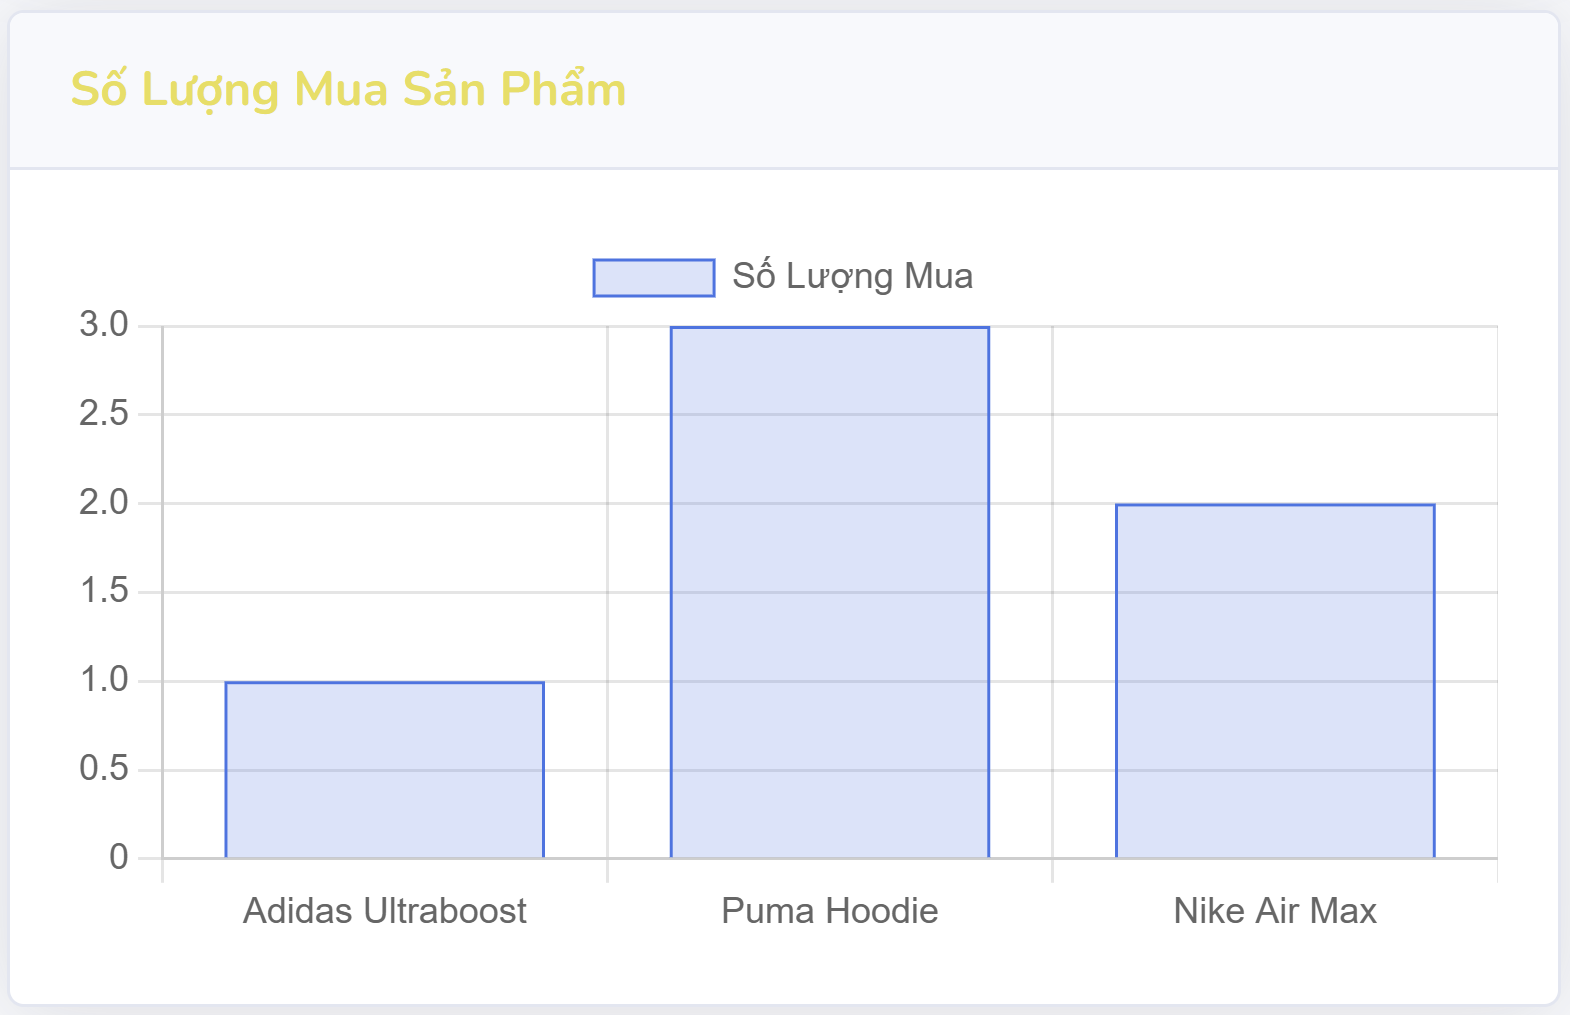 Số Lượng Mua Sản Phẩm
Số Lượng Mua
3.0
2.5
2.0
1.5
1.0
0.5
0
Adidas Ultraboost Puma Hoodie Nike Air Max